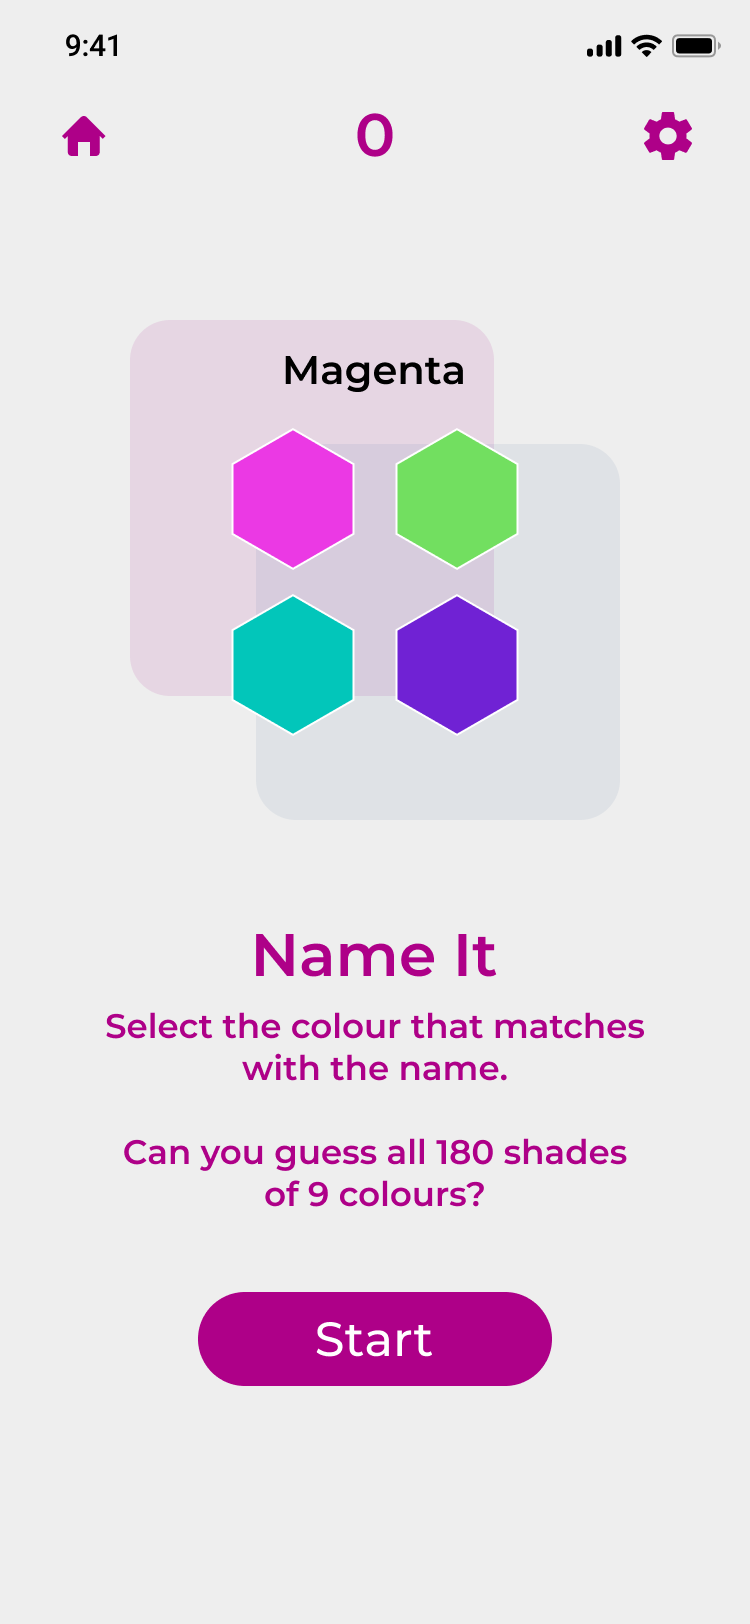 9:41
0
Magenta
Name It
Select the colour that matches
with the name.
Can you guess all 180 shades
of 9 colours?
Start